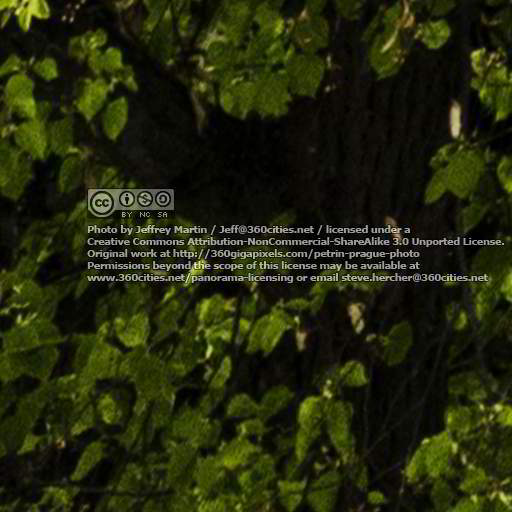 cc
BY NC SA
Photo by Jeffrey Martin / Jeff@360cities.net / licensed under a
Creative Commons Attribution-NonCommercial-ShareAlike 3.0 Unported License.
Original work at http://360gigapixels.com/petrin-prague-photo
Permissions beyond the scope of this license may be available at
www.360cities.net/panorama-licensing or email steve.hercher@360cities.net